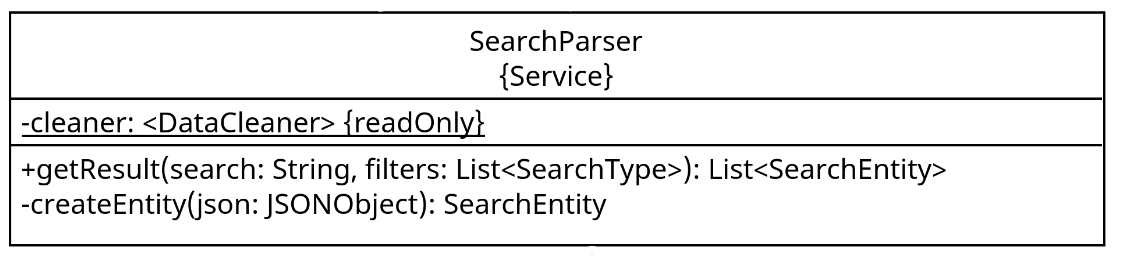 SearchParser
{Service}
-cleaner: <DataCleaner> {readOnly}
+getResult(search: String, filters: List<SearchType>): List<SearchEntity>
-createEntity(json: JSONObject): SearchEntity